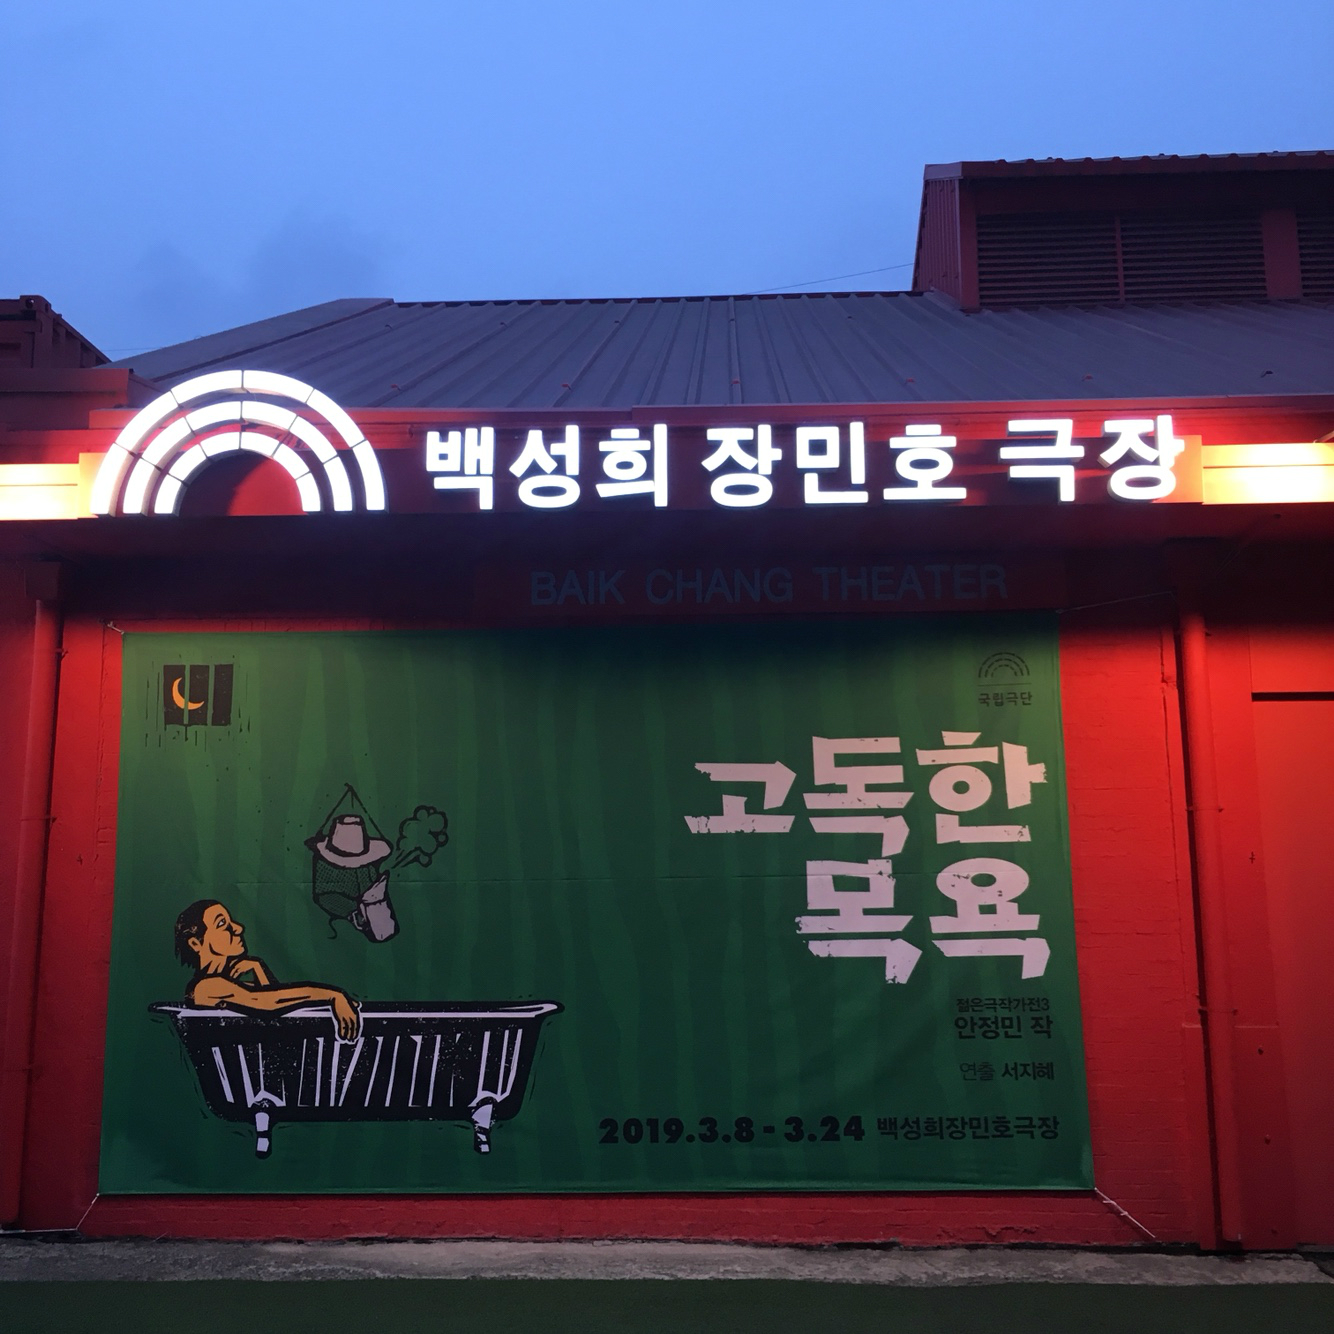 백성희 장민호 극장
BAIK CHANG THEATER
국립극단
고독한
목욕
젊은극작가전3
안정민 작
연출 서지혜
2019.3.8 - 3.24 백성희장민호극장